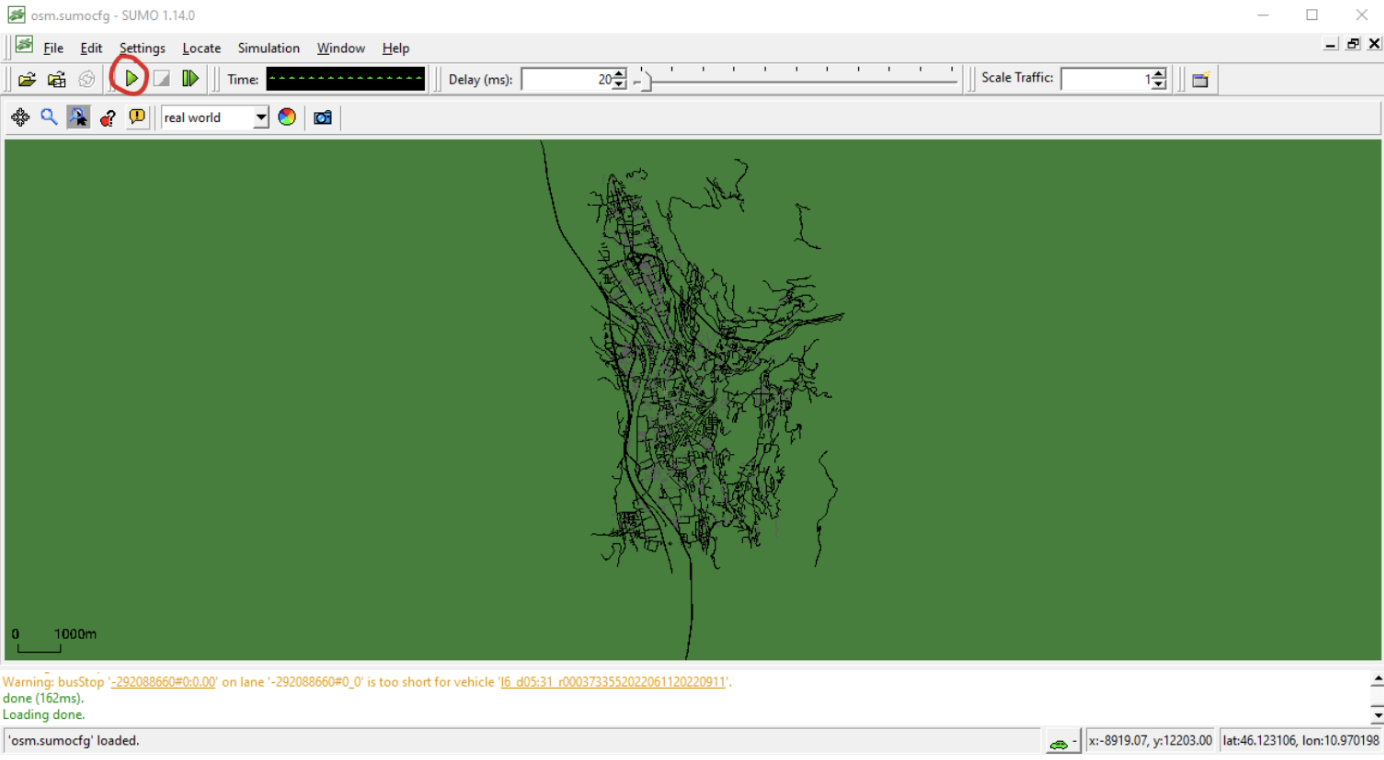 osm.sumocfg - SUMO 1.14.0
File Edit Settings Locate Simulation Window Help
Time: Delay (ms): 20 Scale Traffic: 1
real world
0 1000m
Warning: busStop '-292088660#0:0.00' on lane '-292088660#0_0' is too short for vehicle 'l6_d05:31_r0003733552022061120220911'.
done (162ms).
Loading done.
'osm.sumocfg' loaded. - x:-8919.07, y:12203.00 lat:46.123106, lon:10.970198